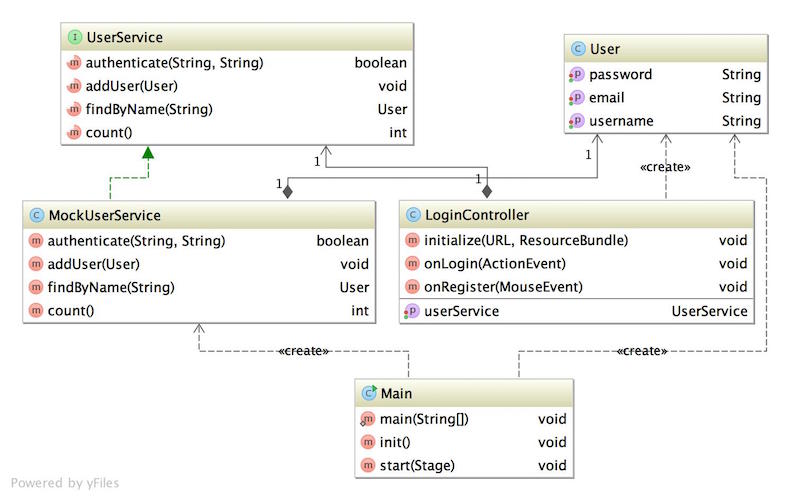 UserService
authenticate(String, String) boolean
addUser(User) void
findByName(String) User
count() int
User
password String
email String
username String
1
1
1
1
«create»
MockUserService
authenticate(String, String) boolean
addUser(User) void
findByName(String) User
count() int
LoginController
initialize(URL, ResourceBundle) void
onLogin(ActionEvent) void
onRegister(MouseEvent) void
userService UserService
«create»
«create»
Main
main(String[]) void
init() void
start(Stage) void
Powered by yFiles